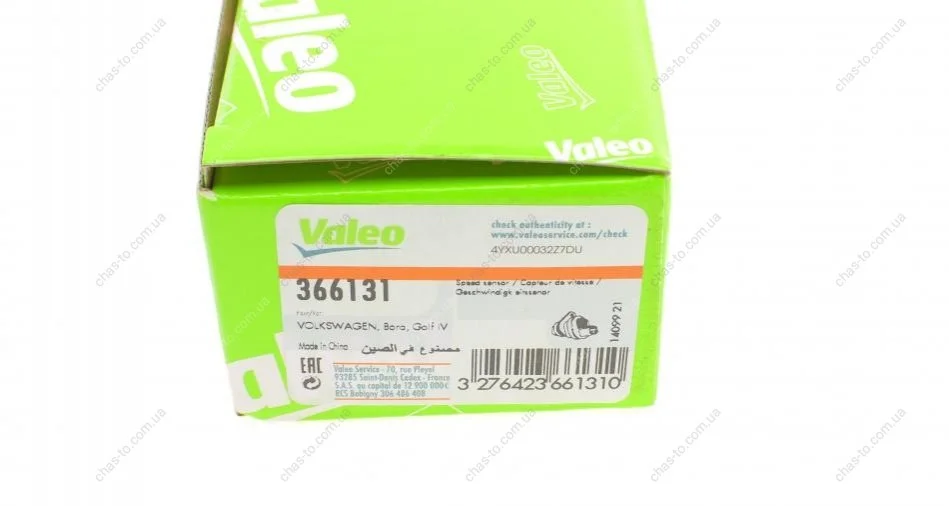 Valeo
Valeo
Valeo
Valeo
check authenticity at :
www.valeoservice.com/check
4YXU00032Z7DU
366131
Speed sensor / Capteur de vitesse /
VOLKSWAGEN, Bora, Golf IV
14099 21
Made in China مصنوع في الصين
EAC
Valeo Service - 70, rue Pleyel
93285 Saint-Denis Cedex - France
S.A.S. au capital de 12 900 000€
RCS Bobigny 306 486 408
3 276423 661310
chas-to.com.ua